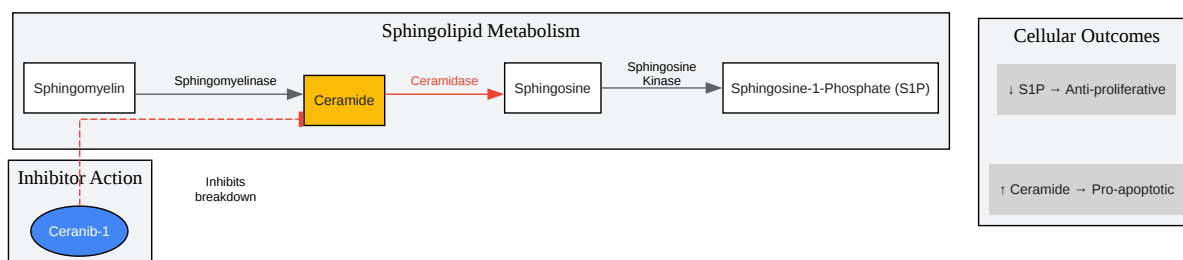 Sphingolipid Metabolism
Sphingomyelin
Sphingomyelinase
Ceramide
Ceramidase
Sphingosine
Sphingosine
Kinase
Sphingosine-1-Phosphate (S1P)
Inhibitor Action
Ceranib-1
Inhibits
breakdown
Cellular Outcomes
↓ S1P → Anti-proliferative
↑ Ceramide → Pro-apoptotic